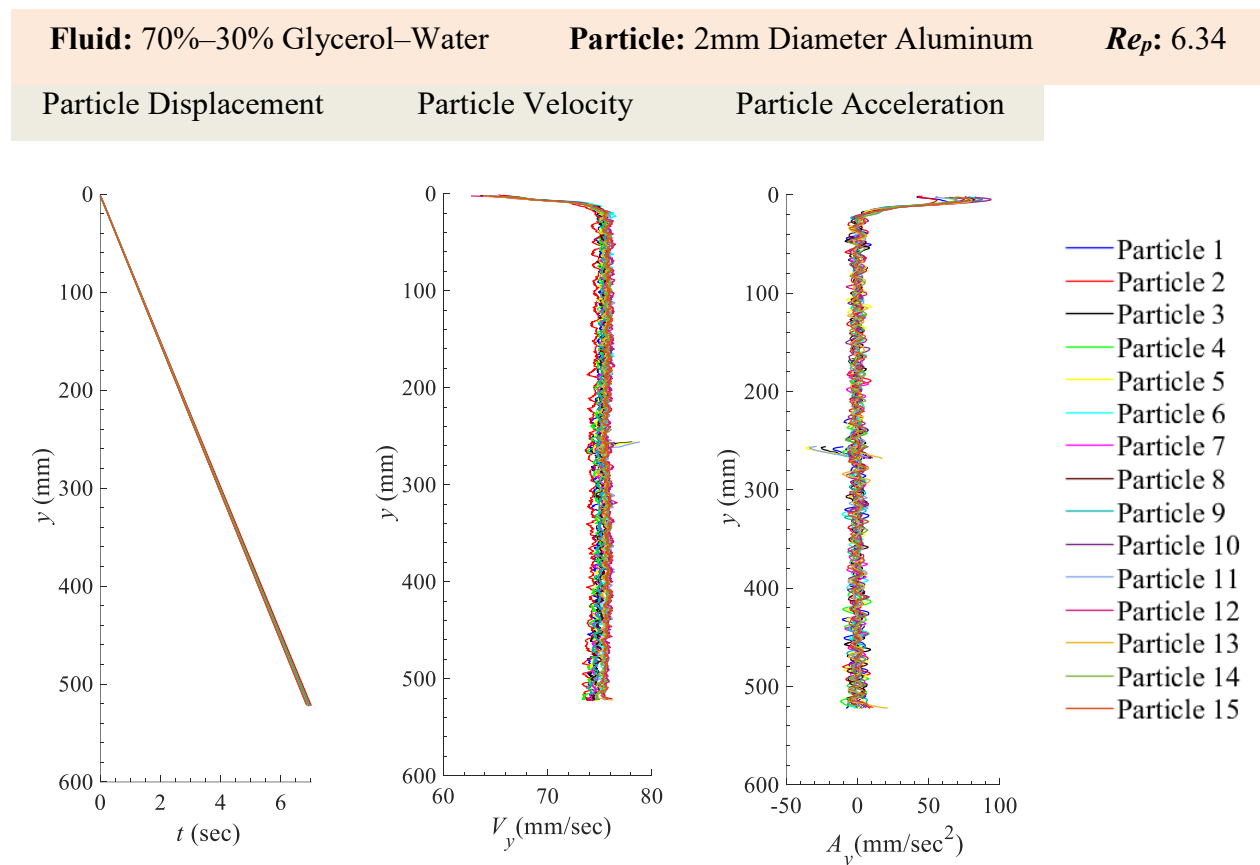 Fluid: 70%–30% Glycerol–Water Particle: 2mm Diameter Aluminum Rep: 6.34
Particle Displacement Particle Velocity Particle Acceleration
0
100
200
300
400
500
600
y (mm)
0 2 4 6
t (sec)
0
100
200
300
400
500
600
y (mm)
60 70 80
Vy(mm/sec)
0
100
200
300
400
500
600
y (mm)
-50 0 50 100
Ay(mm/sec2)
Particle 1
Particle 2
Particle 3
Particle 4
Particle 5
Particle 6
Particle 7
Particle 8
Particle 9
Particle 10
Particle 11
Particle 12
Particle 13
Particle 14
Particle 15